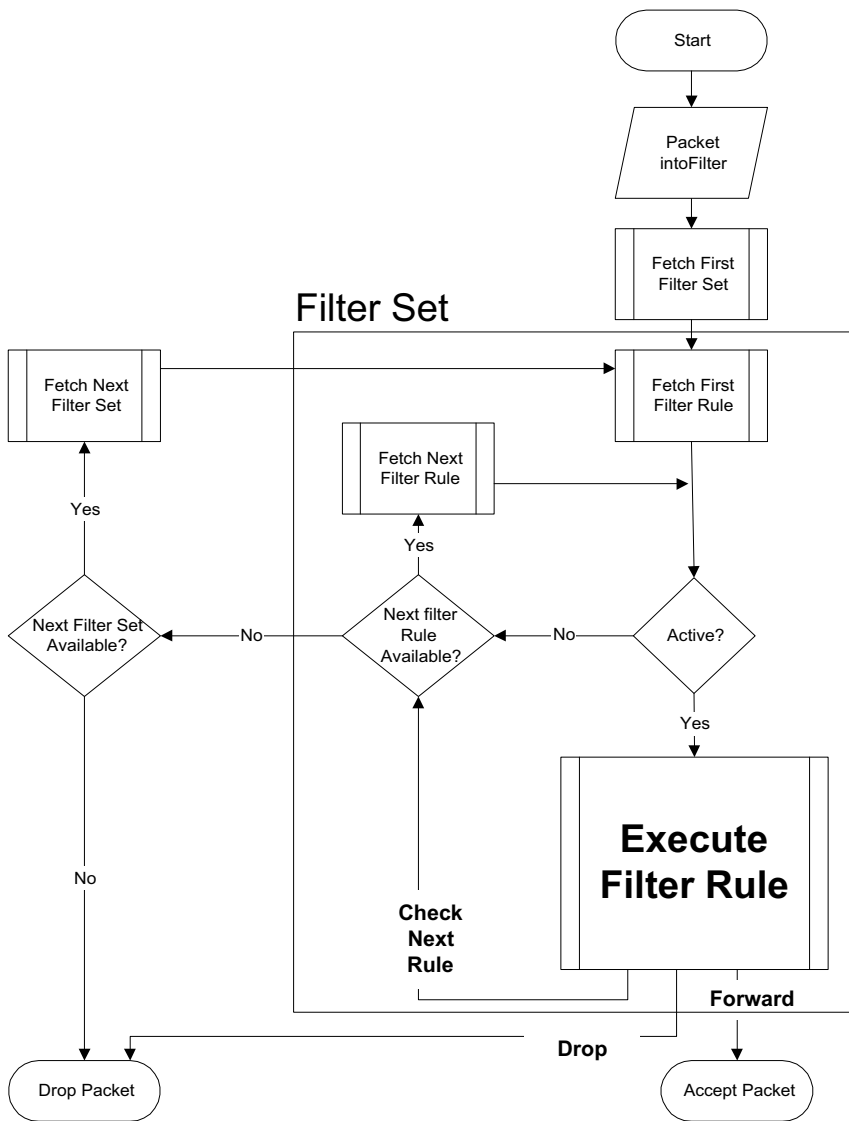 Start
Packet
intoFilter
Fetch First
Filter Set
Filter Set
Fetch Next
Filter Set
Fetch First
Filter Rule
Fetch Next
Filter Rule
Yes
Yes
Next Filter Set
Available?
No
Next filter
Rule
Available?
No
Active?
Yes
Execute
Filter Rule
No
Check
Next
Rule
Forward
Drop
Drop Packet
Accept Packet